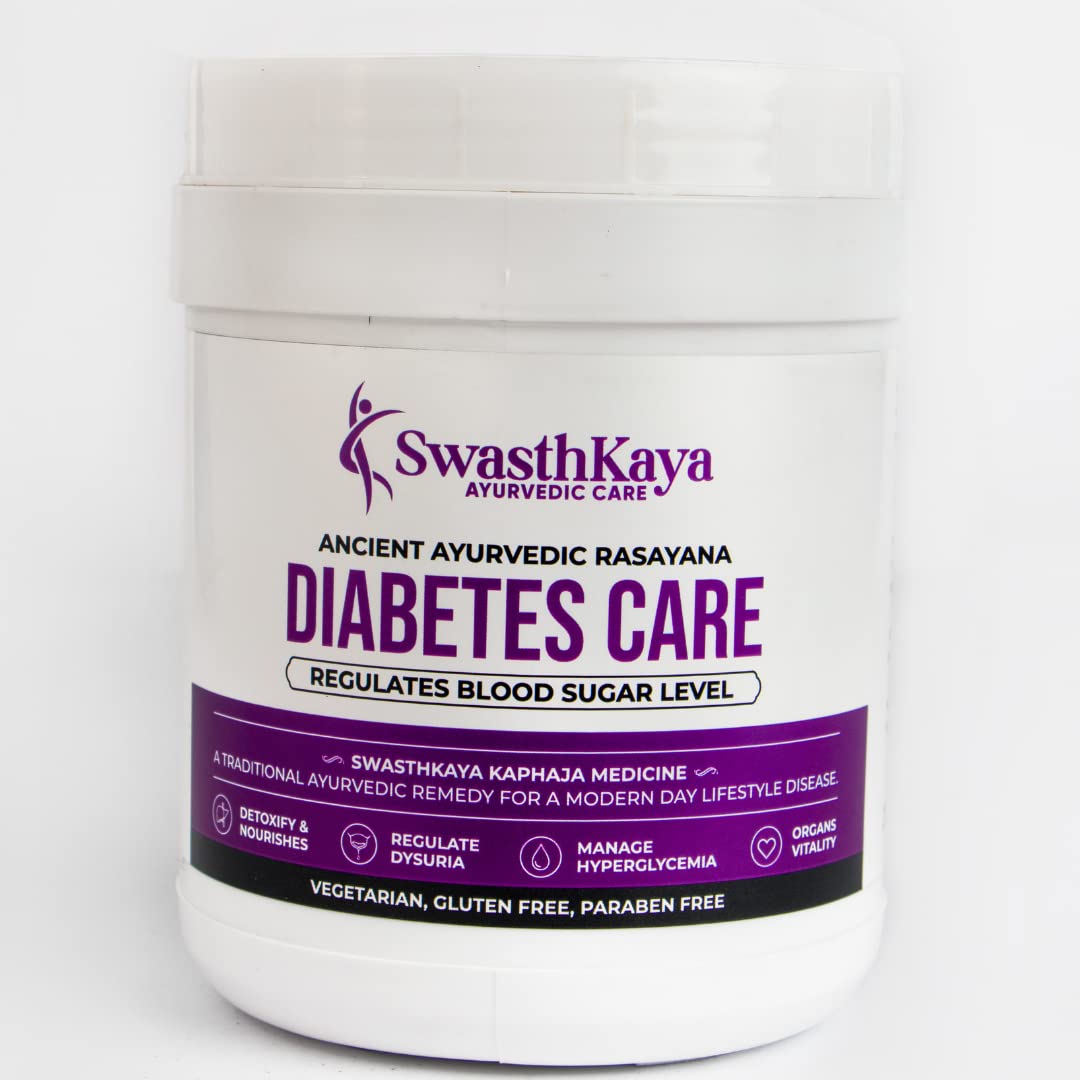 SwasthKaya
AYURVEDIC CARE
ANCIENT AYURVEDIC RASAYANA
DIABETES CARE
REGULATES BLOOD SUGAR LEVEL
SWASTHKAYA KAPHAJA MEDICINE
A TRADITIONAL AYURVEDIC REMEDY FOR A MODERN DAY LIFESTYLE DISEASE.
DETOXIFY &
NOURISHES
REGULATE
DYSURIA
MANAGE
HYPERGLYCEMIA
ORGANS
VITALITY
VEGETARIAN, GLUTEN FREE, PARABEN FREE